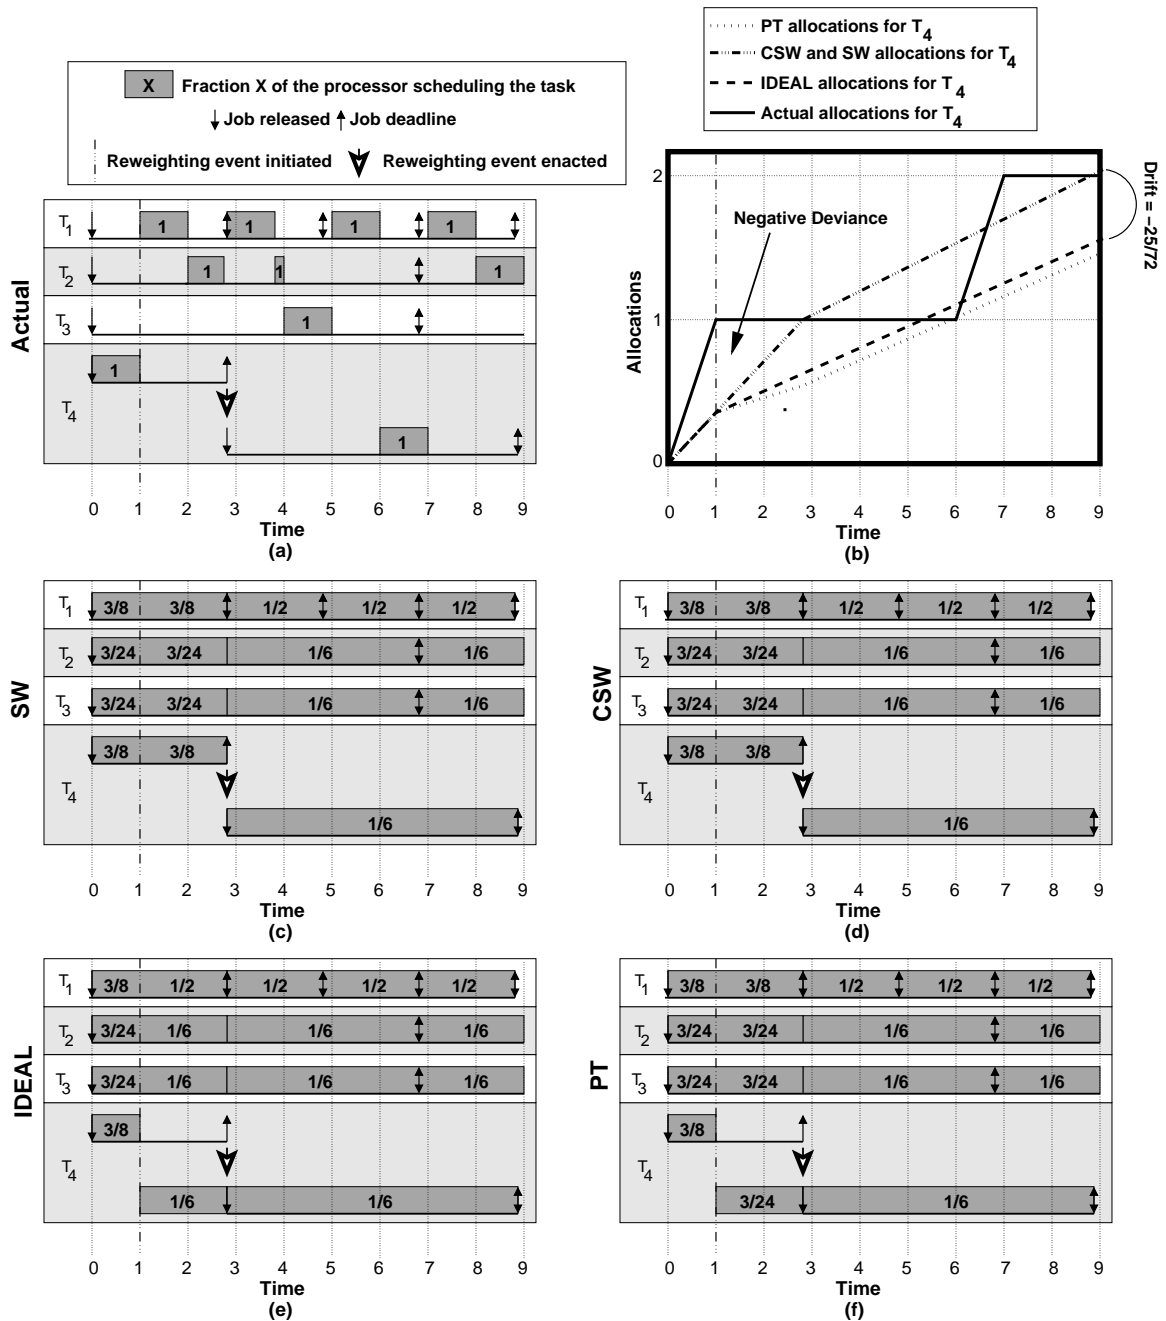 PT allocations for T4
CSW and SW allocations for T4
IDEAL allocations for T4
Actual allocations for T4
X Fraction X of the processor scheduling the task
Job released Job deadline
Reweighting event initiated Reweighting event enacted
Actual
T1 1 1 1 1
T2 1 1 1
T3 1
T4 1 1
0 1 2 3 4 5 6 7 8 9
Time
(a)
Allocations
2
1
0
Negative Deviance
Drift = −25/72
0 1 2 3 4 5 6 7 8 9
Time
(b)
SW
T1 3/8 3/8 1/2 1/2 1/2
T2 3/24 3/24 1/6 1/6
T3 3/24 3/24 1/6 1/6
3/8 3/8
T4
1/6
0 1 2 3 4 5 6 7 8 9
Time
(c)
CSW
T1 3/8 3/8 1/2 1/2 1/2
T2 3/24 3/24 1/6 1/6
T3 3/24 3/24 1/6 1/6
3/8 3/8
T4
1/6
0 1 2 3 4 5 6 7 8 9
Time
(d)
IDEAL
T1 3/8 1/2 1/2 1/2 1/2
T2 3/24 1/6 1/6 1/6
T3 3/24 1/6 1/6 1/6
3/8
T4
1/6 1/6
0 1 2 3 4 5 6 7 8 9
Time
(e)
PT
T1 3/8 3/8 1/2 1/2 1/2
T2 3/24 3/24 1/6 1/6
T3 3/24 3/24 1/6 1/6
3/8
T4
3/24 1/6
0 1 2 3 4 5 6 7 8 9
Time
(f)